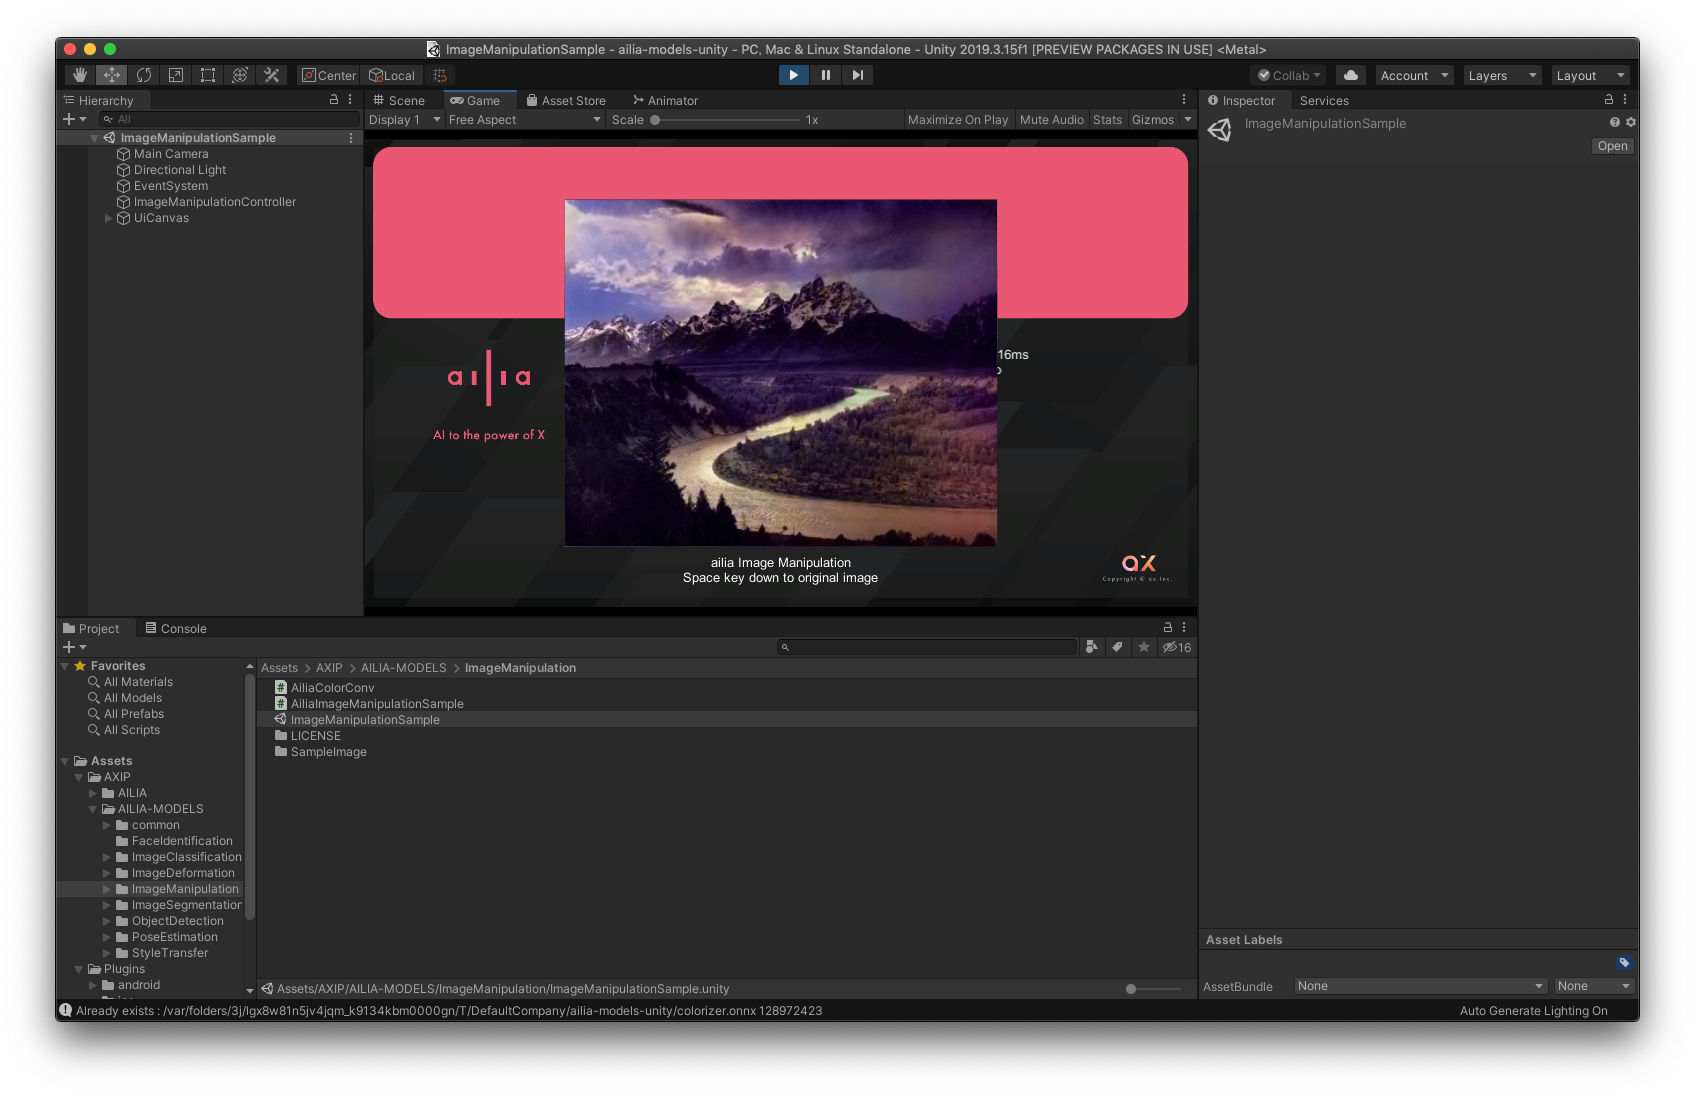 ImageManipulationSample - ailia-models-unity - PC, Mac & Linux Standalone - Unity 2019.3.15f1 [PREVIEW PACKAGES IN USE] <Metal>
Center Local Collab Account Layers Layout
Hierarchy
All
ImageManipulationSample
Main Camera
Directional Light
EventSystem
ImageManipulationController
UiCanvas
Scene Game Asset Store Animator
Display 1 Free Aspect Scale 1x Maximize On Play Mute Audio Stats Gizmos
16ms
ailia
AI to the power of X
ailia Image Manipulation
Space key down to original image
ax
Copyright © ax Inc.
Inspector Services
ImageManipulationSample
Open
Project Console
16
Favorites
All Materials
All Models
All Prefabs
All Scripts
Assets
AXIP
AILIA
AILIA-MODELS
common
FaceIdentification
ImageClassification
ImageDeformation
ImageManipulation
ImageSegmentation
ObjectDetection
PoseEstimation
StyleTransfer
Plugins
android
Assets > AXIP > AILIA-MODELS > ImageManipulation
AiliaColorConv
AiliaImageManipulationSample
ImageManipulationSample
LICENSE
SampleImage
Assets/AXIP/AILIA-MODELS/ImageManipulation/ImageManipulationSample.unity
Asset Labels
AssetBundle None None
Already exists : /var/folders/3j/lgx8w81n5jv4jqm_k9134kbm0000gn/T/DefaultCompany/ailia-models-unity/colorizer.onnx 128972423
Auto Generate Lighting On